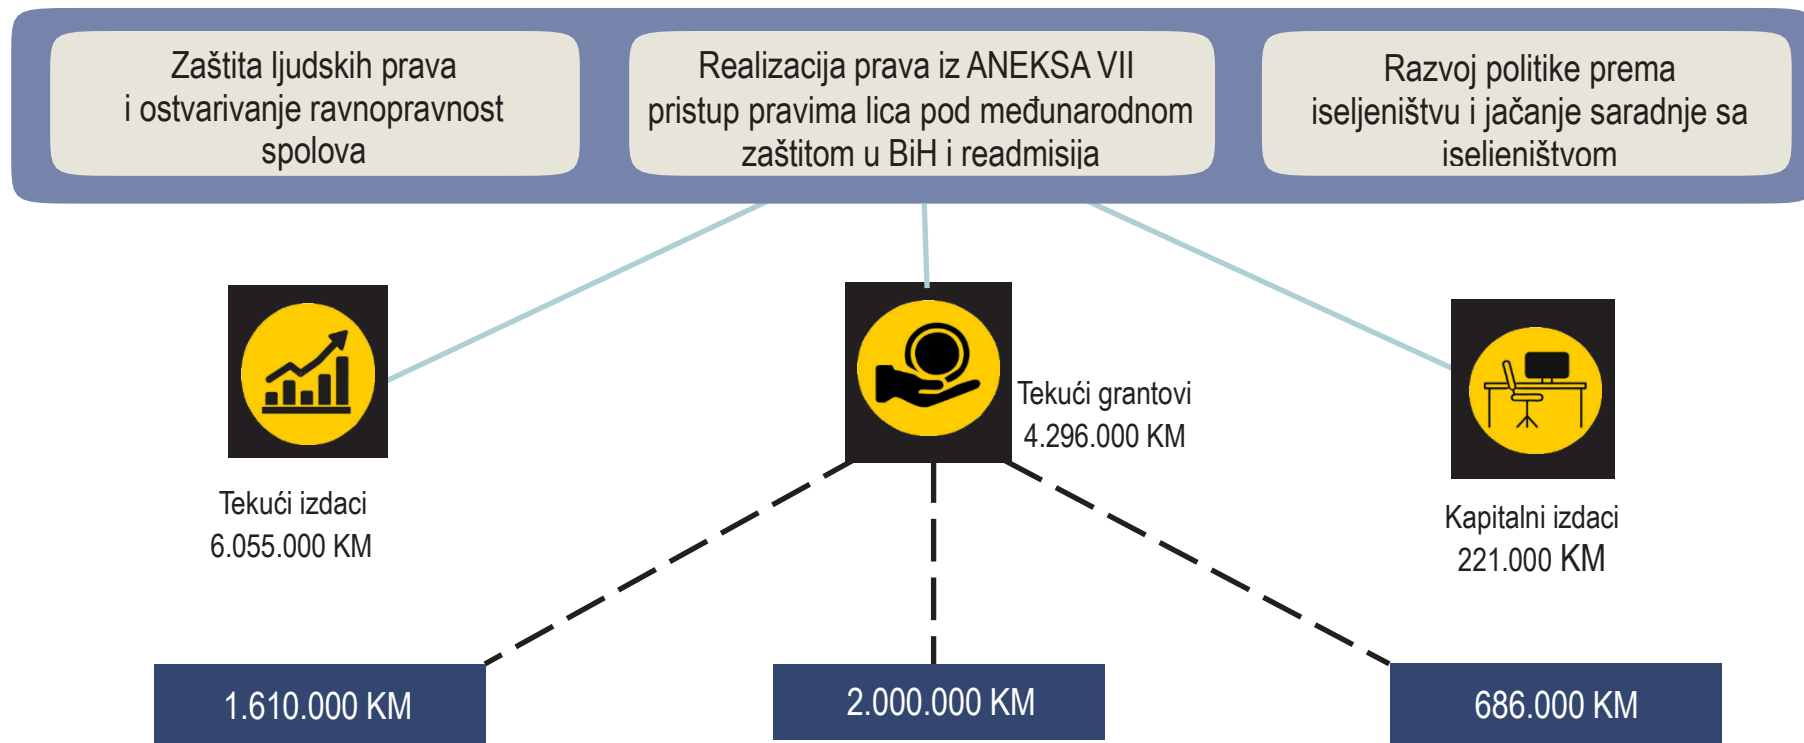 Zaštita ljudskih prava
i ostvarivanje ravnopravnost
spolova
Realizacija prava iz ANEKSA VII
pristup pravima lica pod međunarodnom
zaštitom u BiH i readmisija
Razvoj politike prema
iseljeništvu i jačanje saradnje sa
iseljeništvom
Tekući grantovi
4.296.000 KM
Tekući izdaci
6.055.000 KM
Kapitalni izdaci
221.000 KM
1.610.000 KM
2.000.000 KM
686.000 KM